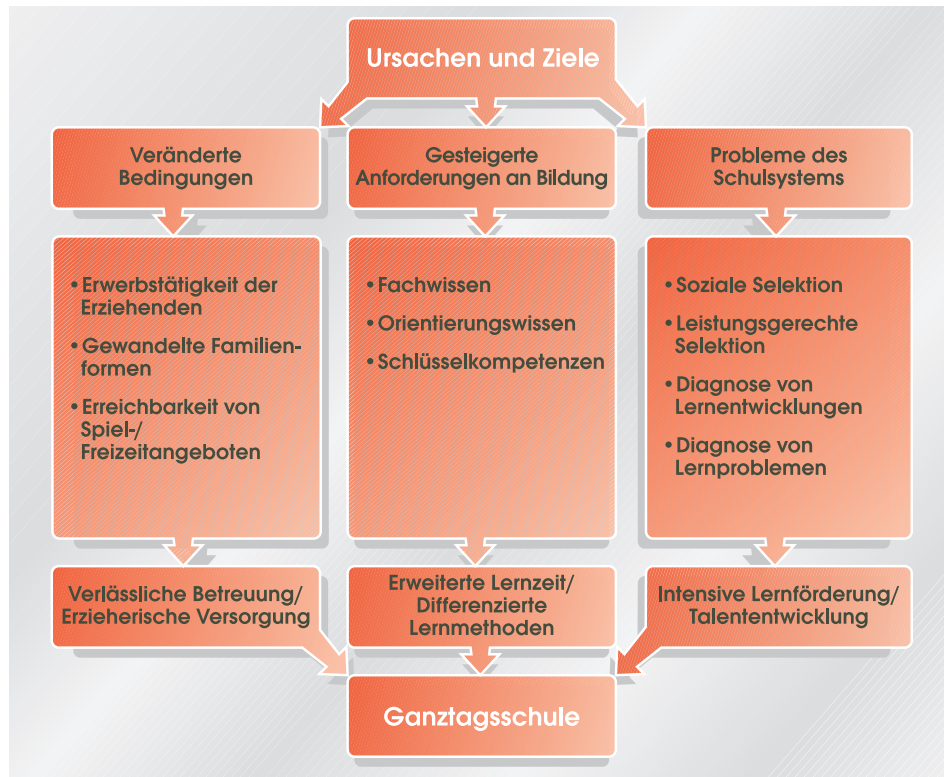 Ursachen und Ziele
Veränderte
Bedingungen
Gesteigerte
Anforderungen an Bildung
Probleme des
Schulsystems
• Erwerbstätigkeit der
Erziehenden
• Gewandelte Familien-
formen
• Erreichbarkeit von
Spiel-/
Freizeitangeboten
• Fachwissen
• Orientierungswissen
• Schlüsselkompetenzen
• Soziale Selektion
• Leistungsgerechte
Selektion
• Diagnose von
Lernentwicklungen
• Diagnose von
Lernproblemen
Verlässliche Betreuung/
Erzieherische Versorgung
Erweiterte Lernzeit/
Differenzierte
Lernmethoden
Intensive Lernförderung/
Talententwicklung
Ganztagsschule